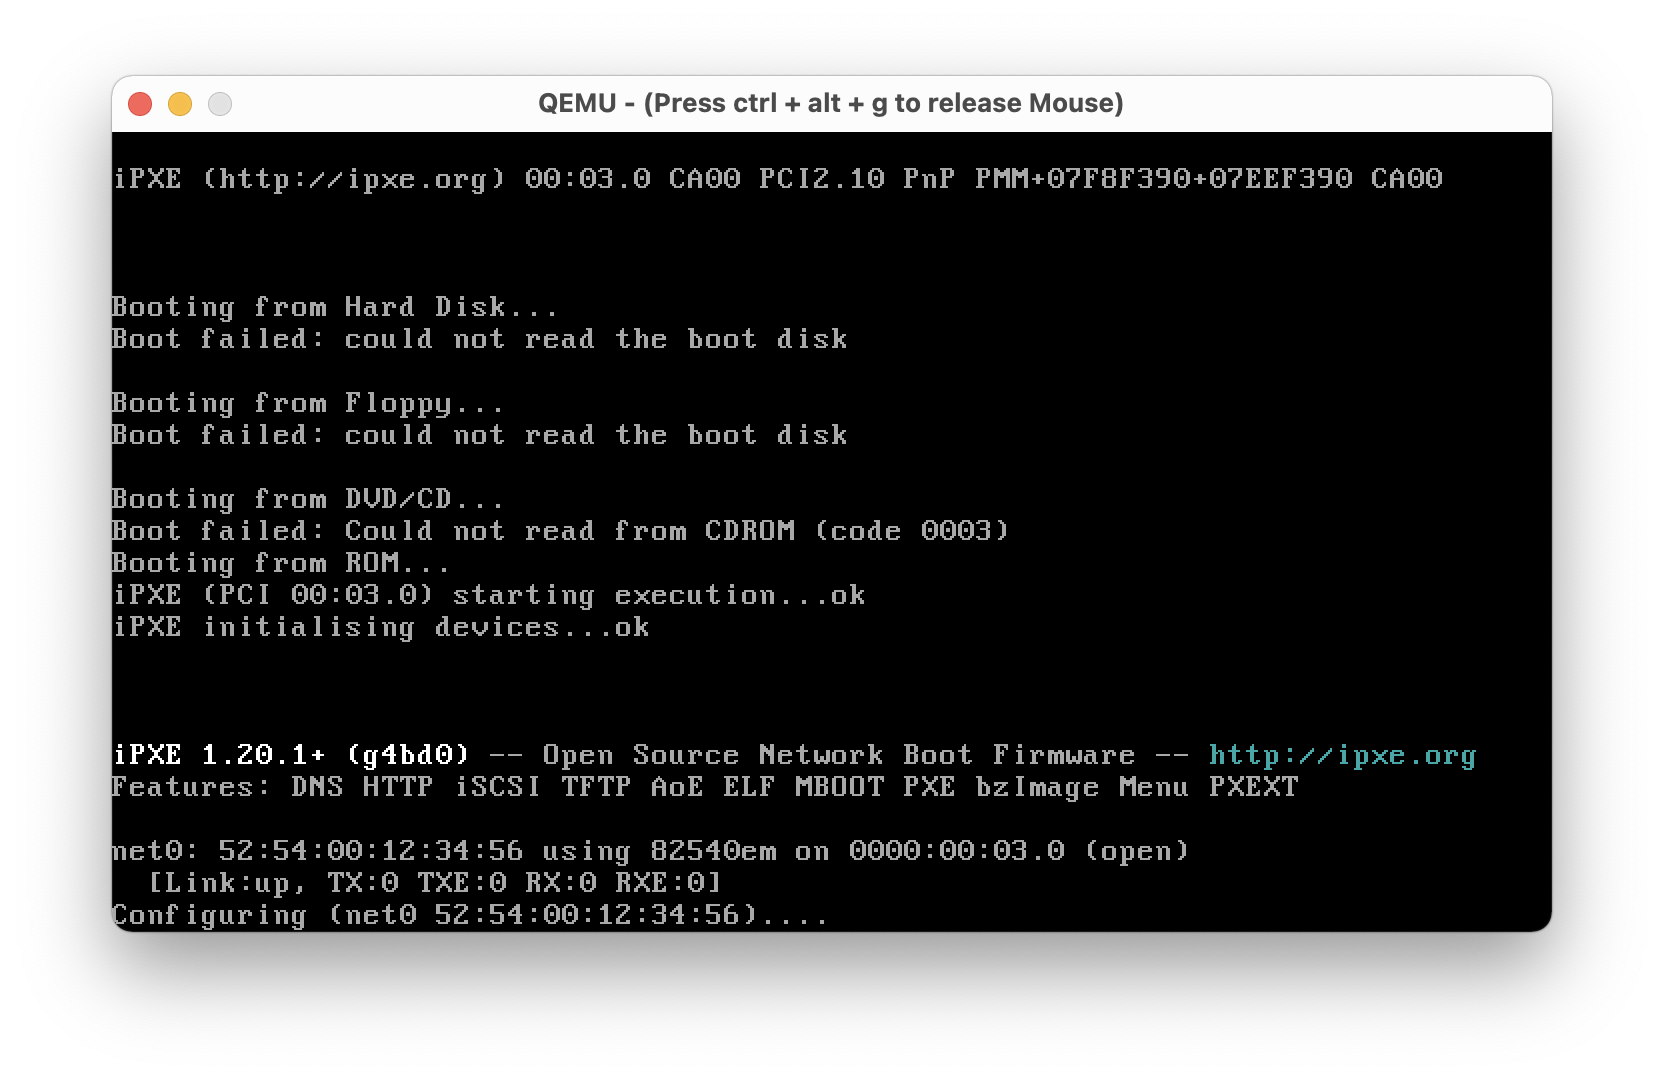 QEMU - (Press ctrl + alt + g to release Mouse)
iPXE (http://ipxe.org) 00:03.0 CA00 PCI2.10 PnP PMM+07F8F390+07EEF390 CA00
Booting from Hard Disk...
Boot failed: could not read the boot disk
Booting from Floppy...
Boot failed: could not read the boot disk
Booting from DVD/CD...
Boot failed: Could not read from CDROM (code 0003)
Booting from ROM...
iPXE (PCI 00:03.0) starting execution...ok
iPXE initialising devices...ok
iPXE 1.20.1+ (g4bd0) -- Open Source Network Boot Firmware -- http://ipxe.org
Features: DNS HTTP iSCSI TFTP AoE ELF MBOOT PXE bzImage Menu PXEXT
net0: 52:54:00:12:34:56 using 82540em on 0000:00:03.0 (open)
[Link:up, TX:0 TXE:0 RX:0 RXE:0]
Configuring (net0 52:54:00:12:34:56)....